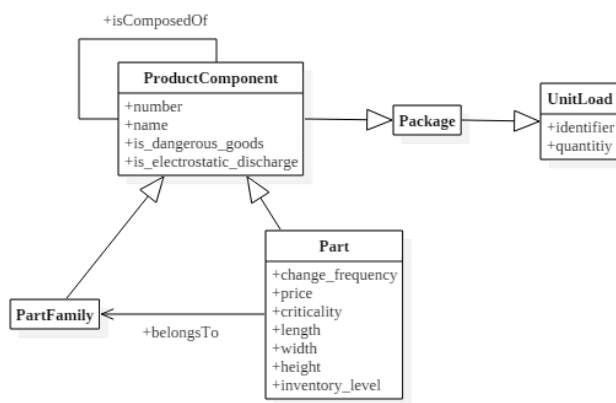 +isComposedOf
ProductComponent
+number
+name
+is_dangerous_goods
+is_electrostatic_discharge
Package
UnitLoad
+identifier
+quantitiy
Part
+change_frequency
+price
+criticality
+length
+width
+height
+inventory_level
PartFamily
+belongsTo